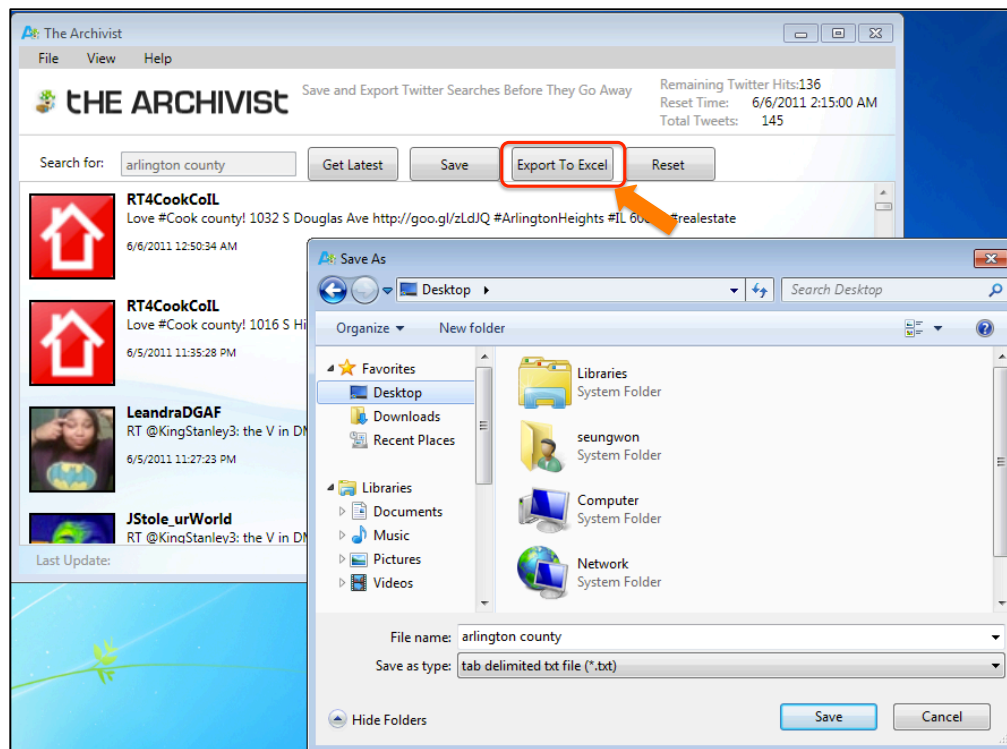 The Archivist
File View Help
tHE ARCHIVISt
Save and Export Twitter Searches Before They Go Away
Remaining Twitter Hits:136
Reset Time: 6/6/2011 2:15:00 AM
Total Tweets: 145
Search for: arlington county Get Latest Save Export To Excel Reset
RT4CookCoIL
Love #Cook county! 1032 S Douglas Ave http://goo.gl/zLdJQ #ArlingtonHeights #IL #realestate
6/6/2011 12:50:34 AM
RT4CookCoIL
Love #Cook county! 1016 S Hi
6/5/2011 11:35:28 PM
LeandraDGAF
RT @KingStanley3: the V in DM
6/5/2011 11:27:23 PM
JStole_urWorld
RT @KingStanley3: the V in DM
Last Update:
Save As
Desktop
Search Desktop
Organize New folder
Favorites
Desktop
Downloads
Recent Places
Libraries
Documents
Music
Pictures
Videos
Libraries
System Folder
seungwon
System Folder
Computer
System Folder
Network
System Folder
File name: arlington county
Save as type: tab delimited txt file (*.txt)
Hide Folders
Save Cancel